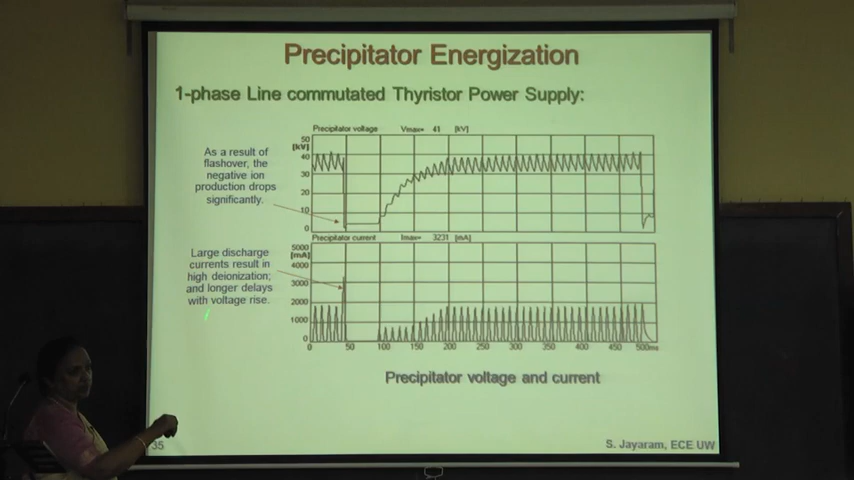 Precipitator Energization
1-phase Line commutated Thyristor Power Supply:
Precipitator voltage Vmax= 41 [kV]
As a result of
flashover, the
negative ion
production drops
significantly.
50
[kV]
40
30
20
10
0
Precipitator current Imax= 3231 [mA]
Large discharge
currents result in
high deionization;
and longer delays
with voltage rise.
5000
[mA]
4000
3000
2000
1000
0
0 50 100 150 200 250 300 350 400 450 500ms
Precipitator voltage and current
35
S. Jayaram, ECE UW